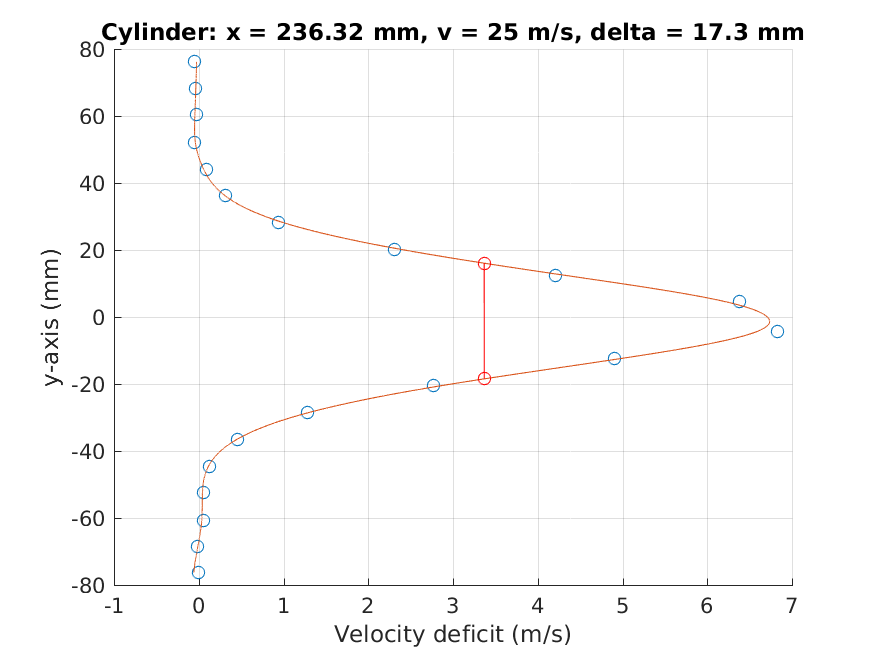 Cylinder: x = 236.32 mm, v = 25 m/s, delta = 17.3 mm
80
60
40
20
0
-20
-40
-60
-80
y-axis (mm)
-1 0 1 2 3 4 5 6 7
Velocity deficit (m/s)